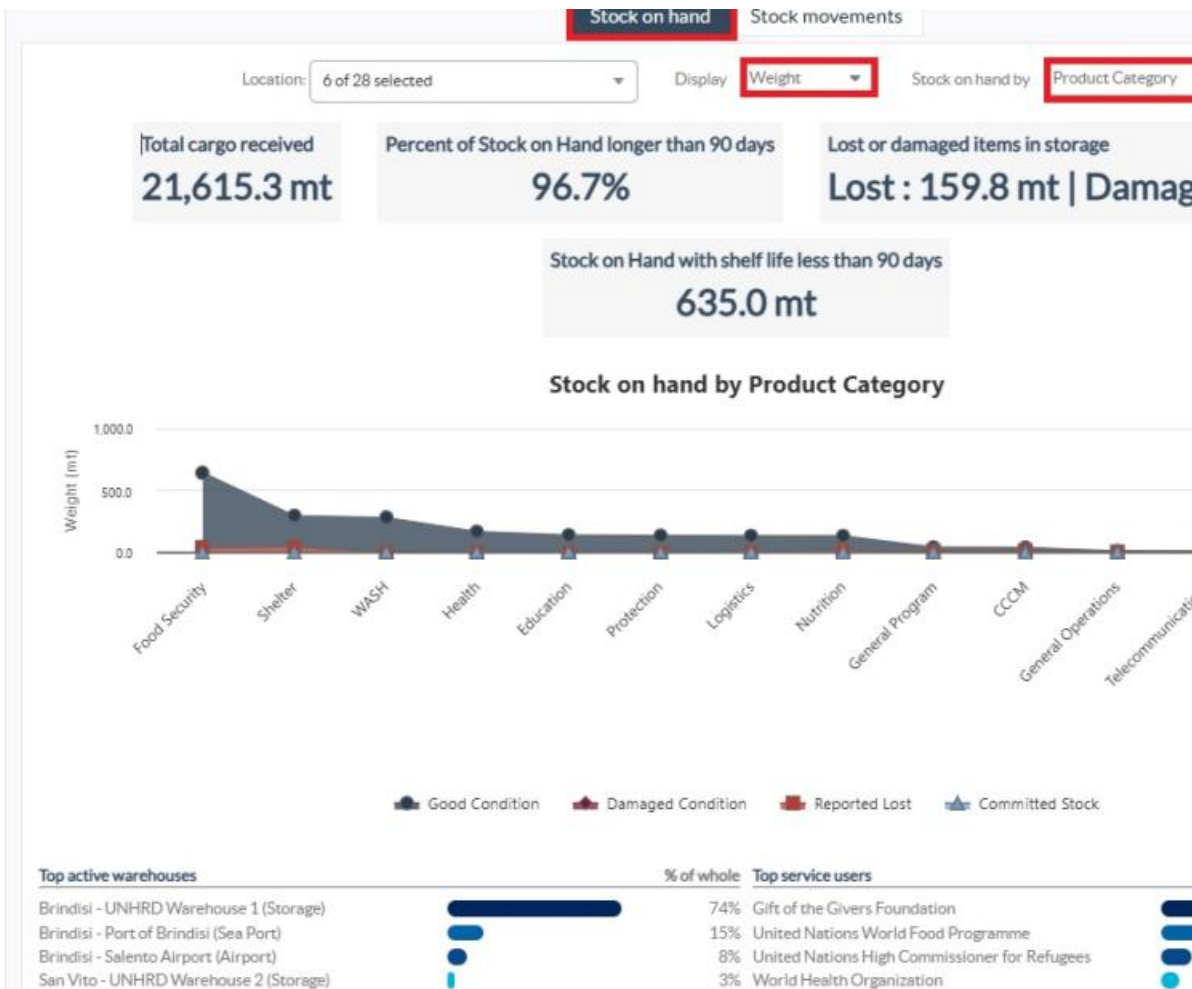 Stock on hand Stock movements
Location: 6 of 28 selected Display Weight Stock on hand by Product Category
Total cargo received Percent of Stock on Hand longer than 90 days Lost or damaged items in storage
21,615.3 mt 96.7% Lost : 159.8 mt | Damag
Stock on Hand with shelf life less than 90 days
635.0 mt
Stock on hand by Product Category
Weight (mt)
1,000.0
500.0
0.0
Food Security Shelter WASH Health Education Protection Logistics Nutrition General Program CCCM General Operations Telecommunicatio
Good Condition Damaged Condition Reported Lost Committed Stock
Top active warehouses % of whole Top service users
Brindisi - UNHRD Warehouse 1 (Storage) 74% Gift of the Givers Foundation
Brindisi - Port of Brindisi (Sea Port) 15% United Nations World Food Programme
Brindisi - Salento Airport (Airport) 8% United Nations High Commissioner for Refugees
San Vito - UNHRD Warehouse 2 (Storage) 3% World Health Organization